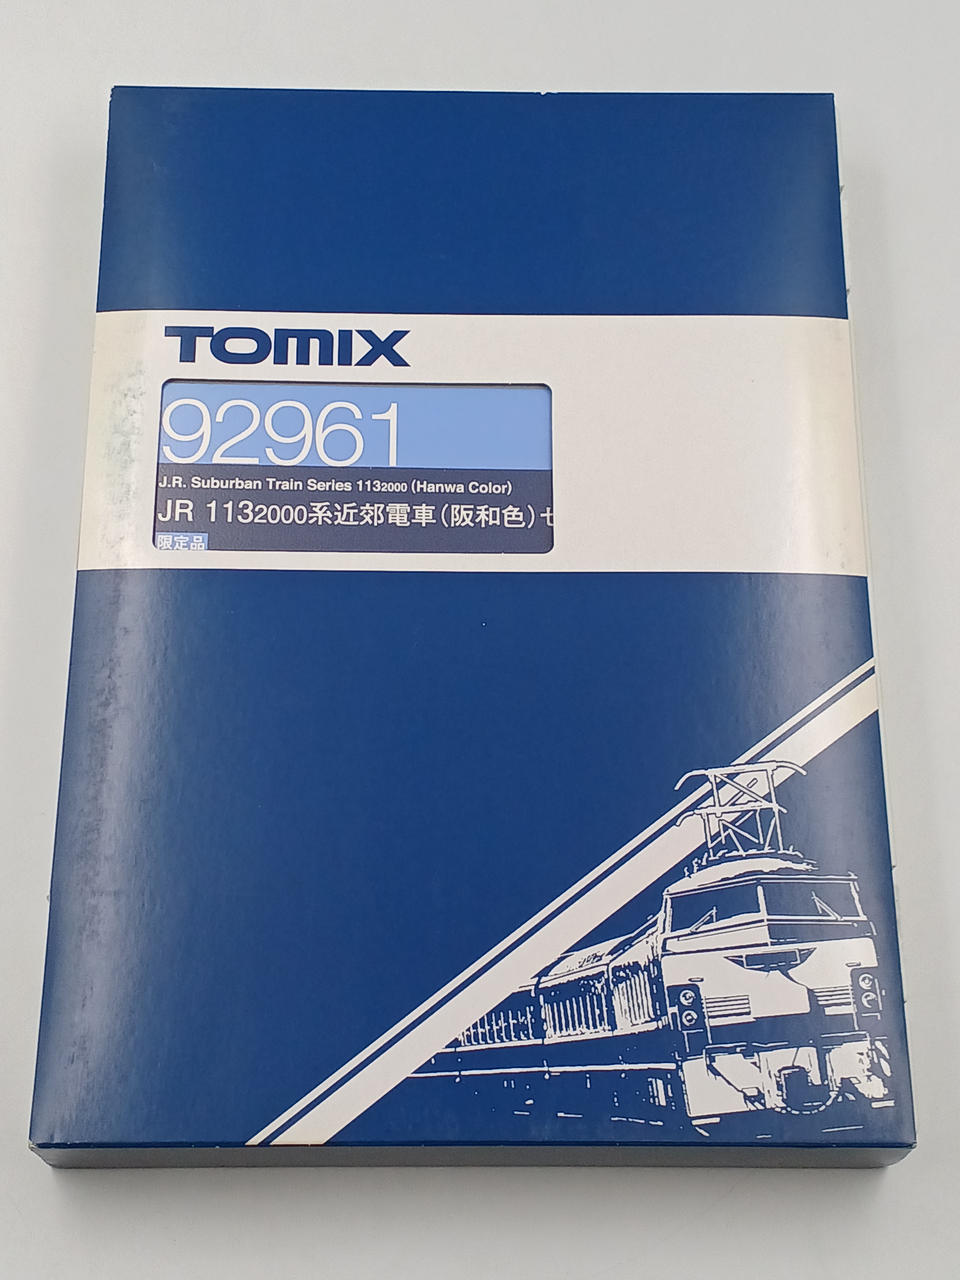 TOMIX
92961
J.R. Suburban Train Series 1132000 (Hanwa Color)
JR 1132000系近郊電車(阪和色)セ
限定品